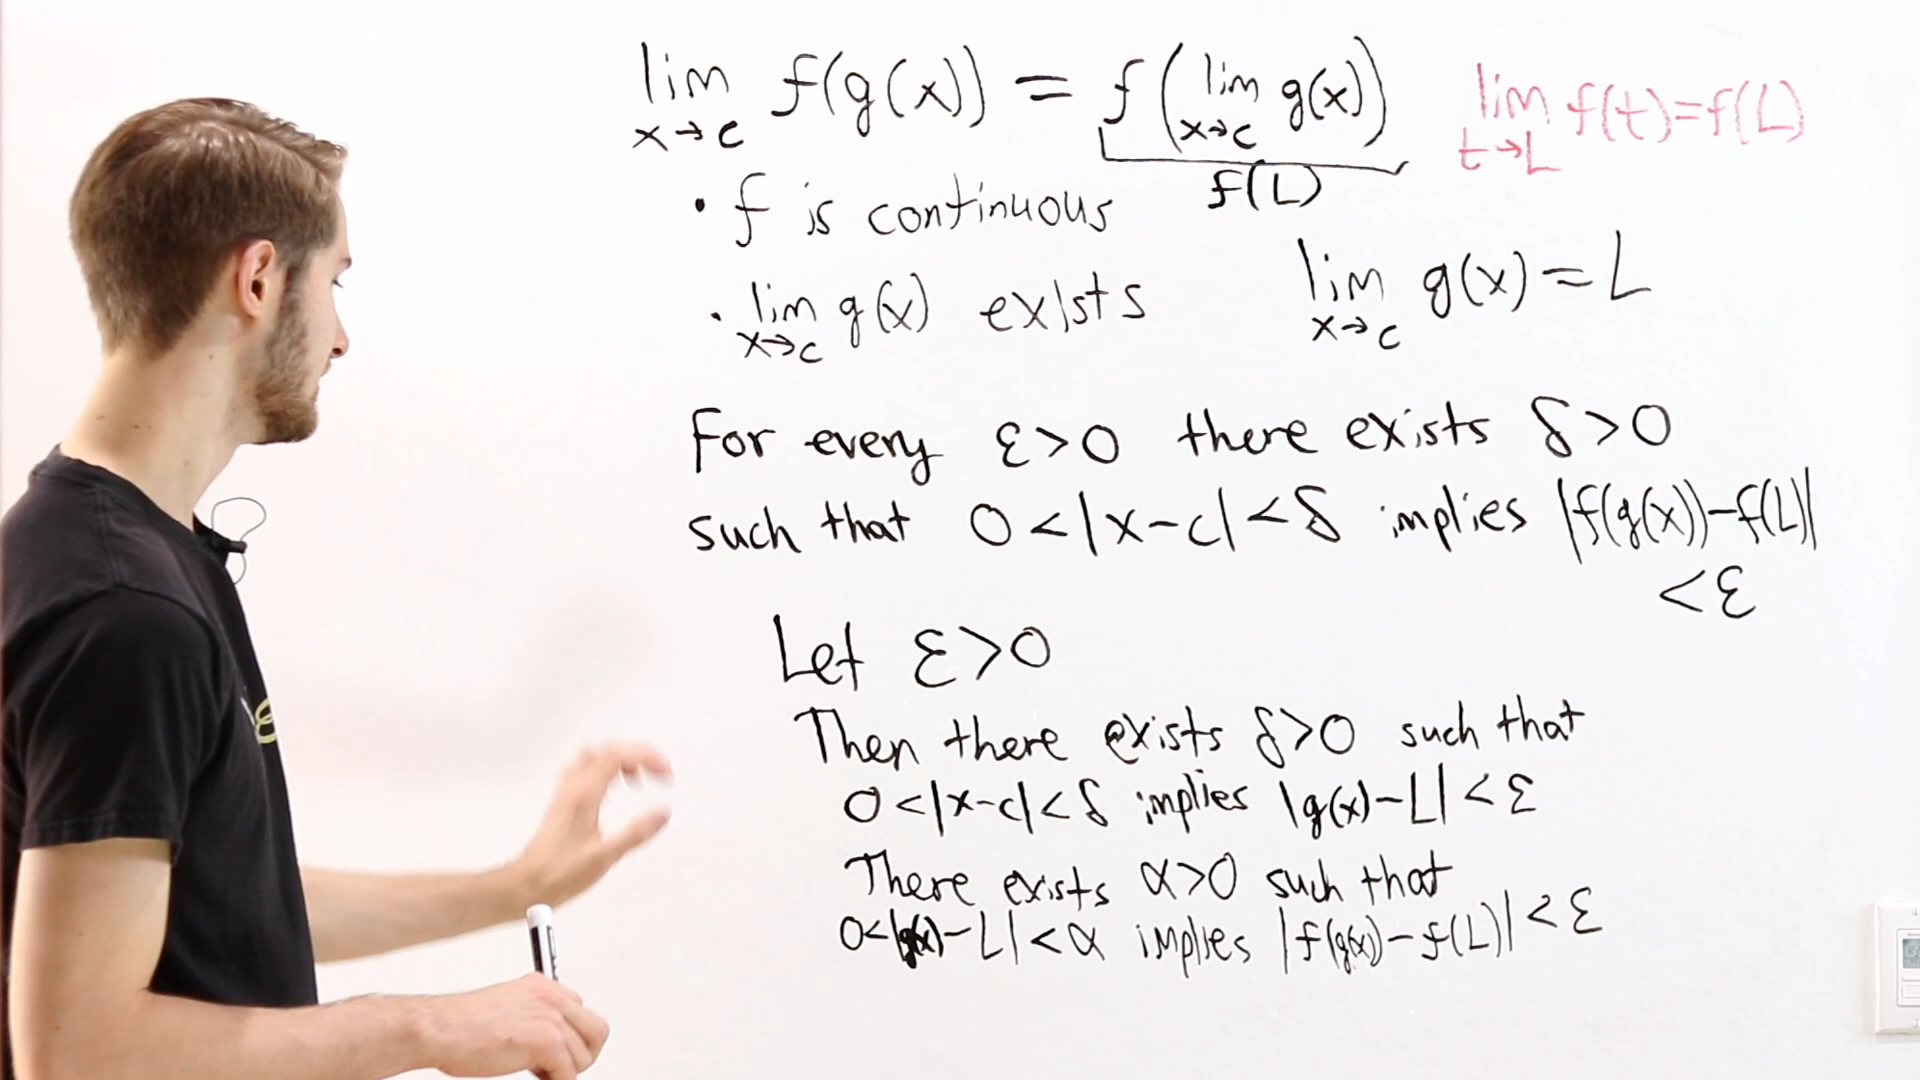 lim x→c f(g(x)) = f(lim x→c g(x))
f(L)
lim t→L f(t)=f(L)
• f is continuous
• lim x→c g(x) exists
lim x→c g(x) = L
For every ε>0 there exists δ>0
such that 0<|x-c|<δ implies |f(g(x))-f(L)|
<ε
Let ε>0
Then there exists δ>0 such that
0<|x-c|<δ implies |g(x)-L|<ε
There exists α>0 such that
0<|g(x)-L|<α implies |f(g(x))-f(L)|<ε